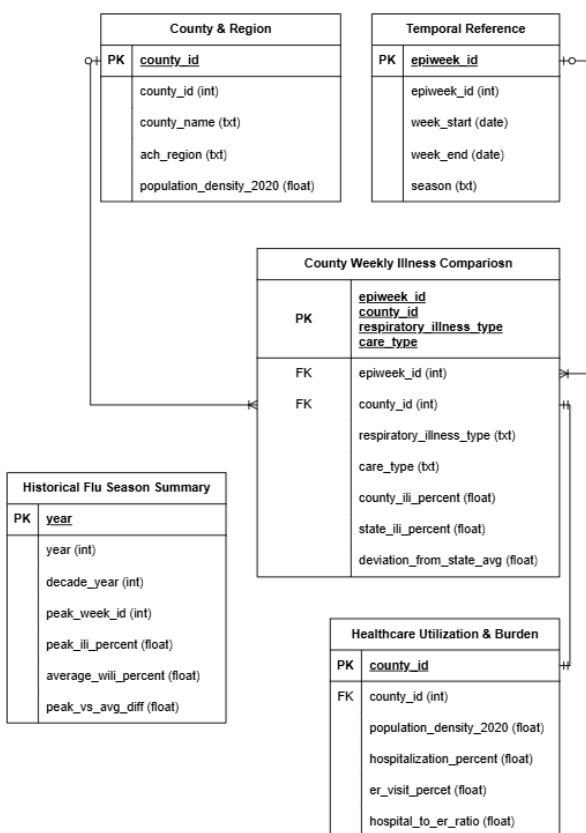 County & Region
PK county_id
county_id (int)
county_name (txt)
ach_region (txt)
population_density_2020 (float)
Temporal Reference
PK epiweek_id
epiweek_id (int)
week_start (date)
week_end (date)
season (txt)
County Weekly Illness Compariosn
PK
epiweek_id
county_id
respiratory_illness_type
care_type
FK epiweek_id (int)
FK county_id (int)
respiratory_illness_type (txt)
care_type (txt)
county_ili_percent (float)
state_ili_percent (float)
deviation_from_state_avg (float)
Historical Flu Season Summary
PK year
year (int)
decade_year (int)
peak_week_id (int)
peak_ili_percent (float)
average_wili_percent (float)
peak_vs_avg_diff (float)
Healthcare Utilization & Burden
PK county_id
FK county_id (int)
population_density_2020 (float)
hospitalization_percent (float)
er_visit_percet (float)
hospital_to_er_ratio (float)